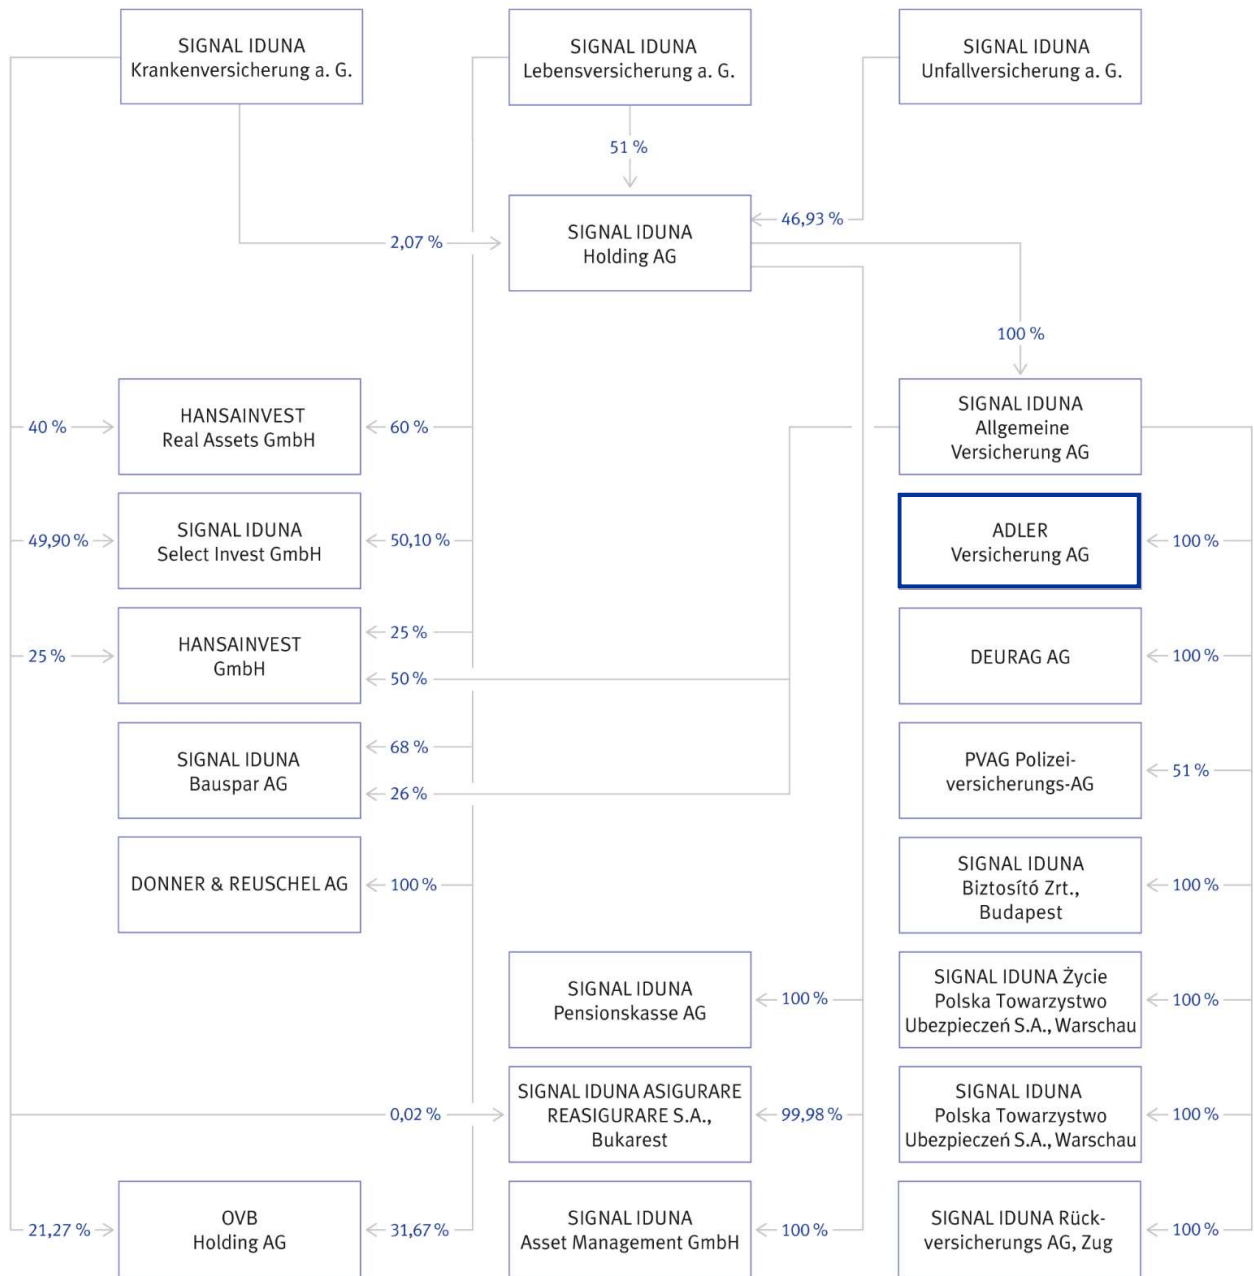 SIGNAL IDUNA
Krankenversicherung a. G.
SIGNAL IDUNA
Lebensversicherung a. G.
SIGNAL IDUNA
Unfallversicherung a. G.
51 %
46,93 %
SIGNAL IDUNA
Holding AG
2,07 %
100 %
40 %
HANSAINVEST
Real Assets GmbH
60 %
SIGNAL IDUNA
Allgemeine
Versicherung AG
49,90 %
SIGNAL IDUNA
Select Invest GmbH
50,10 %
ADLER
Versicherung AG
100 %
25 %
HANSAINVEST
GmbH
25 %
50 %
DEURAG AG
100 %
SIGNAL IDUNA
Bauspar AG
68 %
26 %
PVAG Polizei-
versicherungs-AG
51 %
DONNER & REUSCHEL AG
100 %
SIGNAL IDUNA
Biztosító Zrt.,
Budapest
100 %
SIGNAL IDUNA
Pensionskasse AG
100 %
SIGNAL IDUNA Życie
Polska Towarzystwo
Ubezpieczeń S.A., Warschau
100 %
0,02 %
SIGNAL IDUNA ASIGURARE
REASIGURARE S.A.,
Bukarest
99,98 %
SIGNAL IDUNA
Polska Towarzystwo
Ubezpieczeń S.A., Warschau
100 %
21,27 %
OVB
Holding AG
31,67 %
SIGNAL IDUNA
Asset Management GmbH
100 %
SIGNAL IDUNA Rück-
versicherungs AG, Zug
100 %